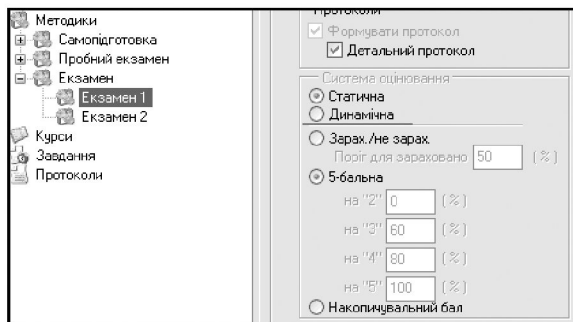 Методики
Самопідготовка
Пробний екзамен
Екзамен
Екзамен 1
Екзамен 2
Курси
Завдання
Протоколи
Протоколи
Формувати протокол
Детальний протокол
Система оцінювання
Статична
Динамічна
Зарах./не зарах.
Поріг для зараховано 50 (%)
5-бальна
на "2" 0 (%)
на "3" 60 (%)
на "4" 80 (%)
на "5" 100 (%)
Накопичувальний бал